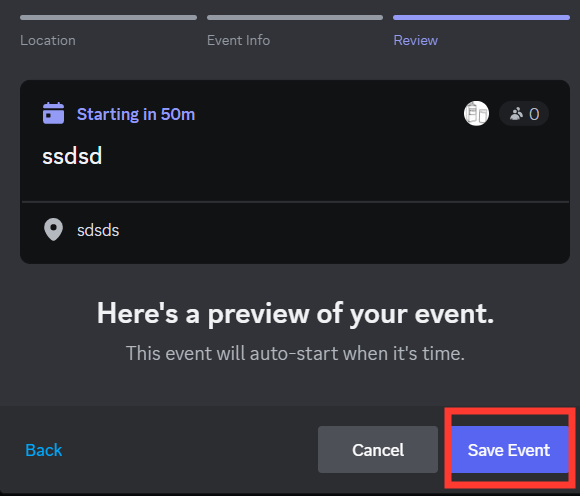 Location
Event Info
Review
Starting in 50m
0
ssdsd
sdsds
Here's a preview of your event.
This event will auto-start when it's time.
Back
Cancel
Save Event